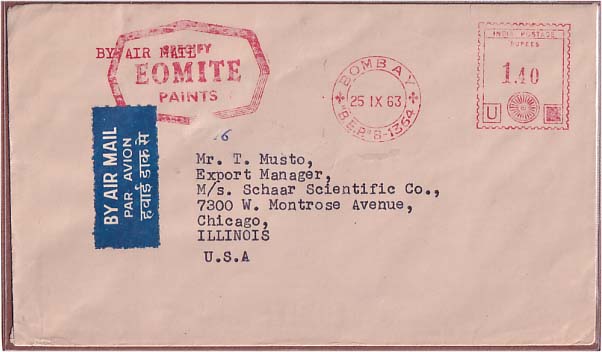 BY AIR MAIL
EOMITE
PAINTS
BOMBAY
25 IX 63
INDIA POSTAGE
RUPEES
1.40
U
BY AIR MAIL
PAR AVION
हवाई डाक से
Mr. T. Musto,
Export Manager,
M/s. Schaar Scientific Co.,
7300 W. Montrose Avenue,
Chicago,
ILLINOIS
U.S.A